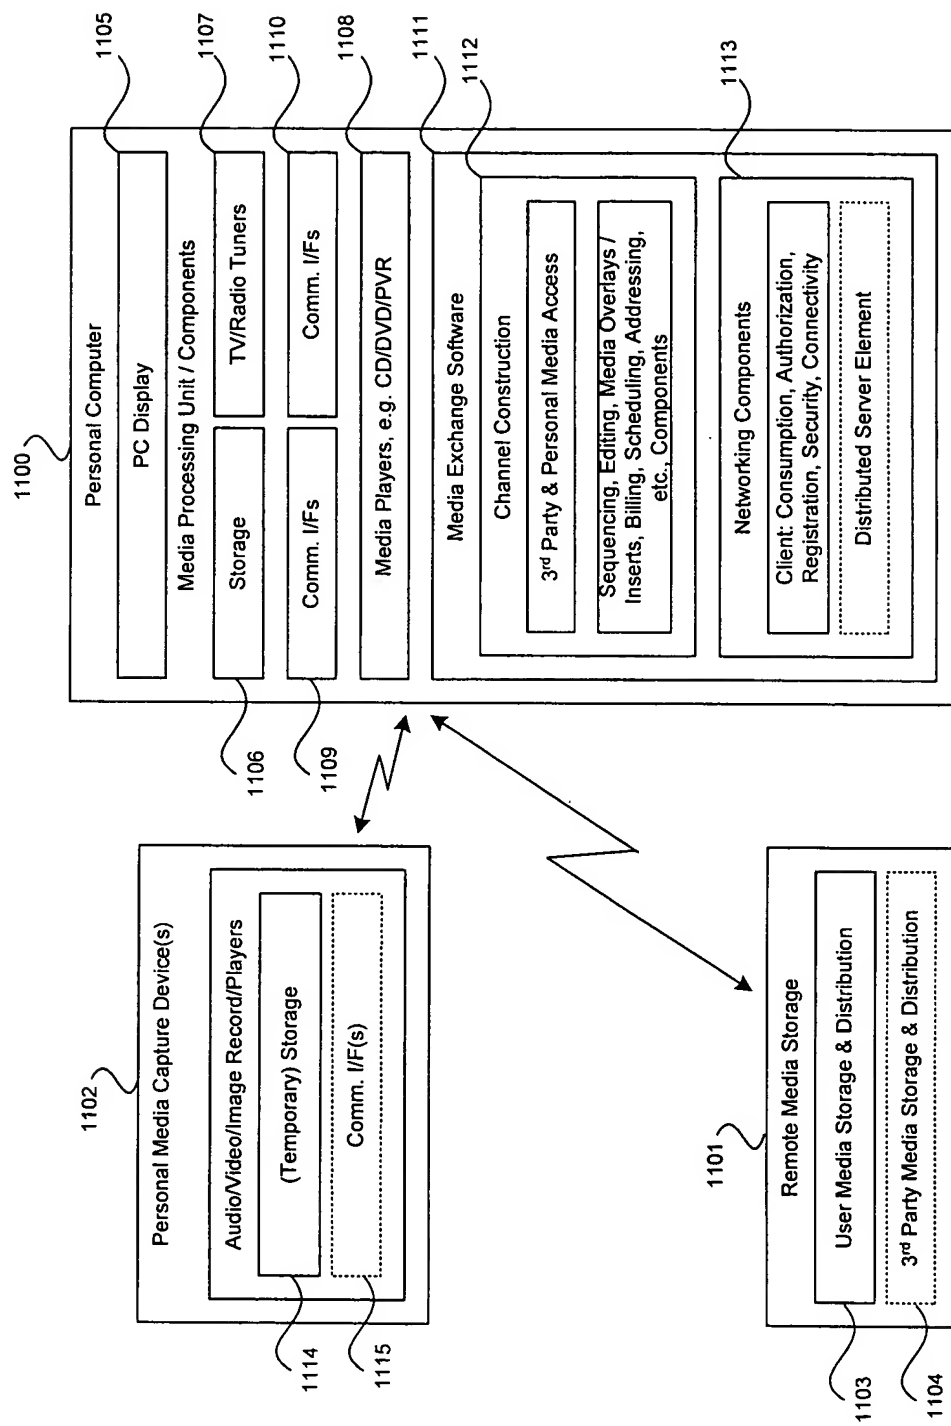 1100
Personal Computer
1105
PC Display
Media Processing Unit / Components
1107
Storage
TV/Radio Tuners
1106
1110
Comm. I/Fs
Comm. I/Fs
1109
1108
Media Players, e.g. CD/DVD/PVR
1111
Media Exchange Software
1112
Channel Construction
3rd Party & Personal Media Access
Sequencing, Editing, Media Overlays /
Inserts, Billing, Scheduling, Addressing,
etc., Components
1113
Networking Components
Client: Consumption, Authorization,
Registration, Security, Connectivity
Distributed Server Element
1102
Personal Media Capture Device(s)
Audio/Video/Image Record/Players
(Temporary) Storage
1114
Comm. I/F(s)
1115
1101
Remote Media Storage
User Media Storage & Distribution
1103
3rd Party Media Storage & Distribution
1104